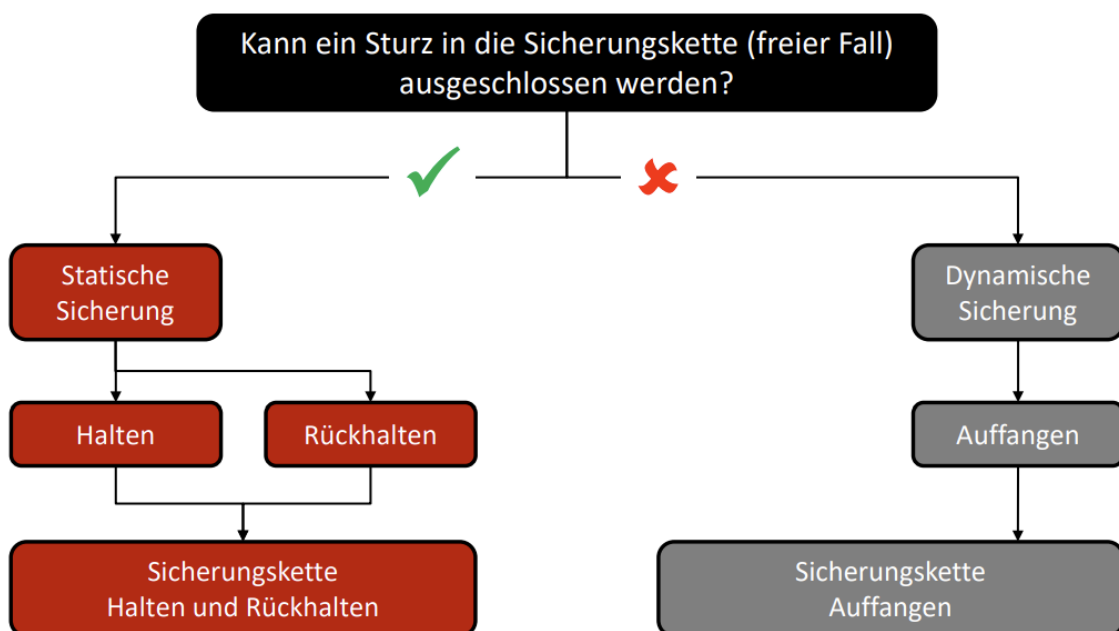 Kann ein Sturz in die Sicherungskette (freier Fall)
ausgeschlossen werden?
Statische
Sicherung
Dynamische
Sicherung
Halten
Rückhalten
Auffangen
Sicherungskette
Halten und Rückhalten
Sicherungskette
Auffangen